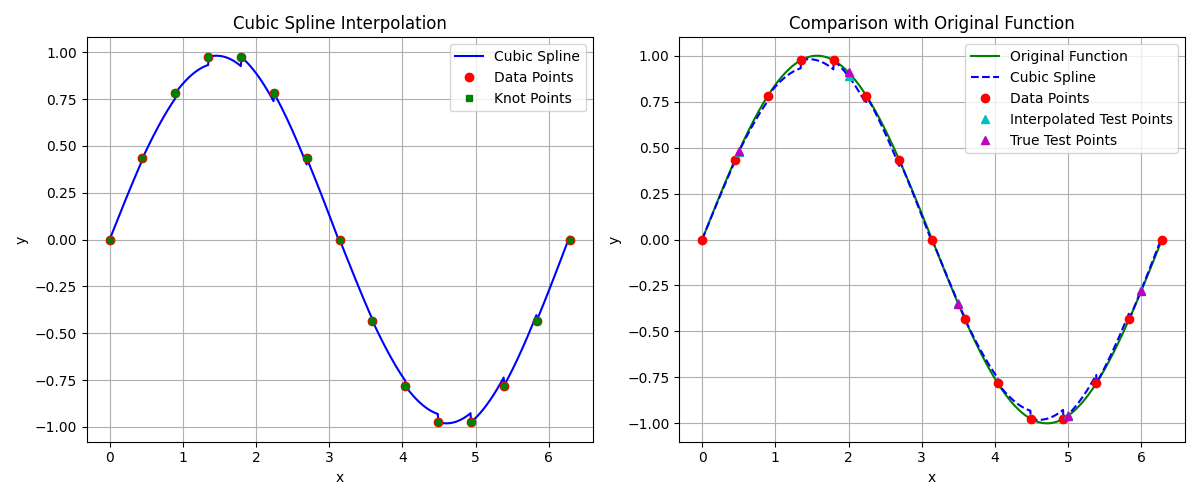 Cubic Spline Interpolation
1.00
0.75
0.50
0.25
0.00
−0.25
−0.50
−0.75
−1.00
y
0 1 2 3 4 5 6
x
Cubic Spline
Data Points
Knot Points
Comparison with Original Function
1.00
0.75
0.50
0.25
0.00
−0.25
−0.50
−0.75
−1.00
y
0 1 2 3 4 5 6
x
Original Function
Cubic Spline
Data Points
Interpolated Test Points
True Test Points